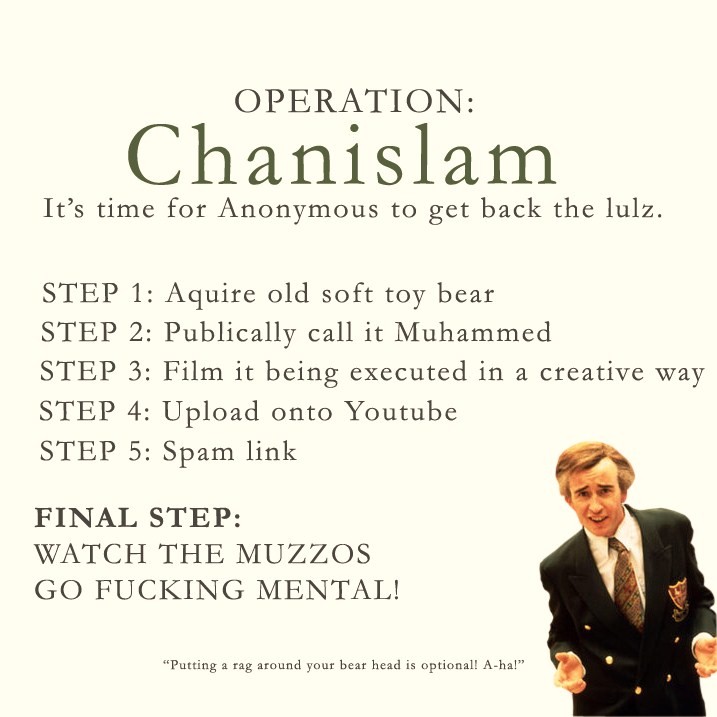 OPERATION:
Chanislam
It's time for Anonymous to get back the lulz.
STEP 1: Aquire old soft toy bear
STEP 2: Publically call it Muhammed
STEP 3: Film it being executed in a creative way
STEP 4: Upload onto Youtube
STEP 5: Spam link
FINAL STEP:
WATCH THE MUZZOS
GO FUCKING MENTAL!
“Putting a rag around your bear head is optional! A-ha!”